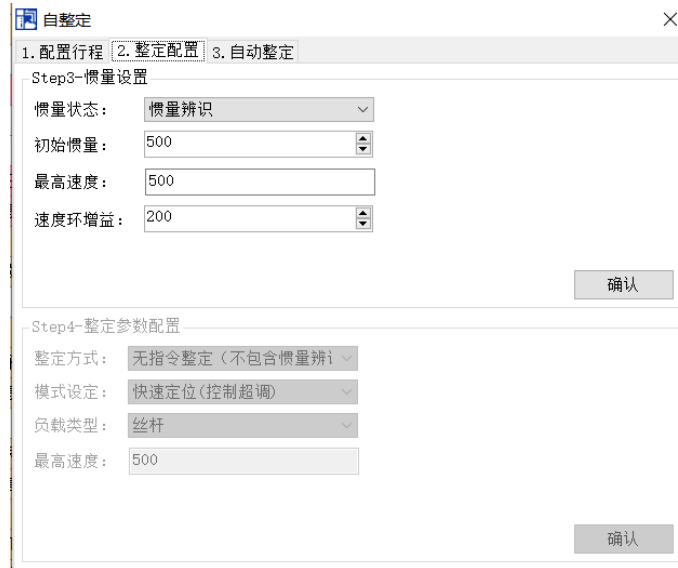 自整定
1.配置行程 2.整定配置 3.自动整定
Step3-惯量设置
惯量状态: 惯量辨识
初始惯量: 500
最高速度: 500
速度环增益: 200
确认
Step4-整定参数配置
整定方式: 无指令整定（不包含惯量辨
模式设定: 快速定位(控制超调)
负载类型: 丝杆
最高速度: 500
确认